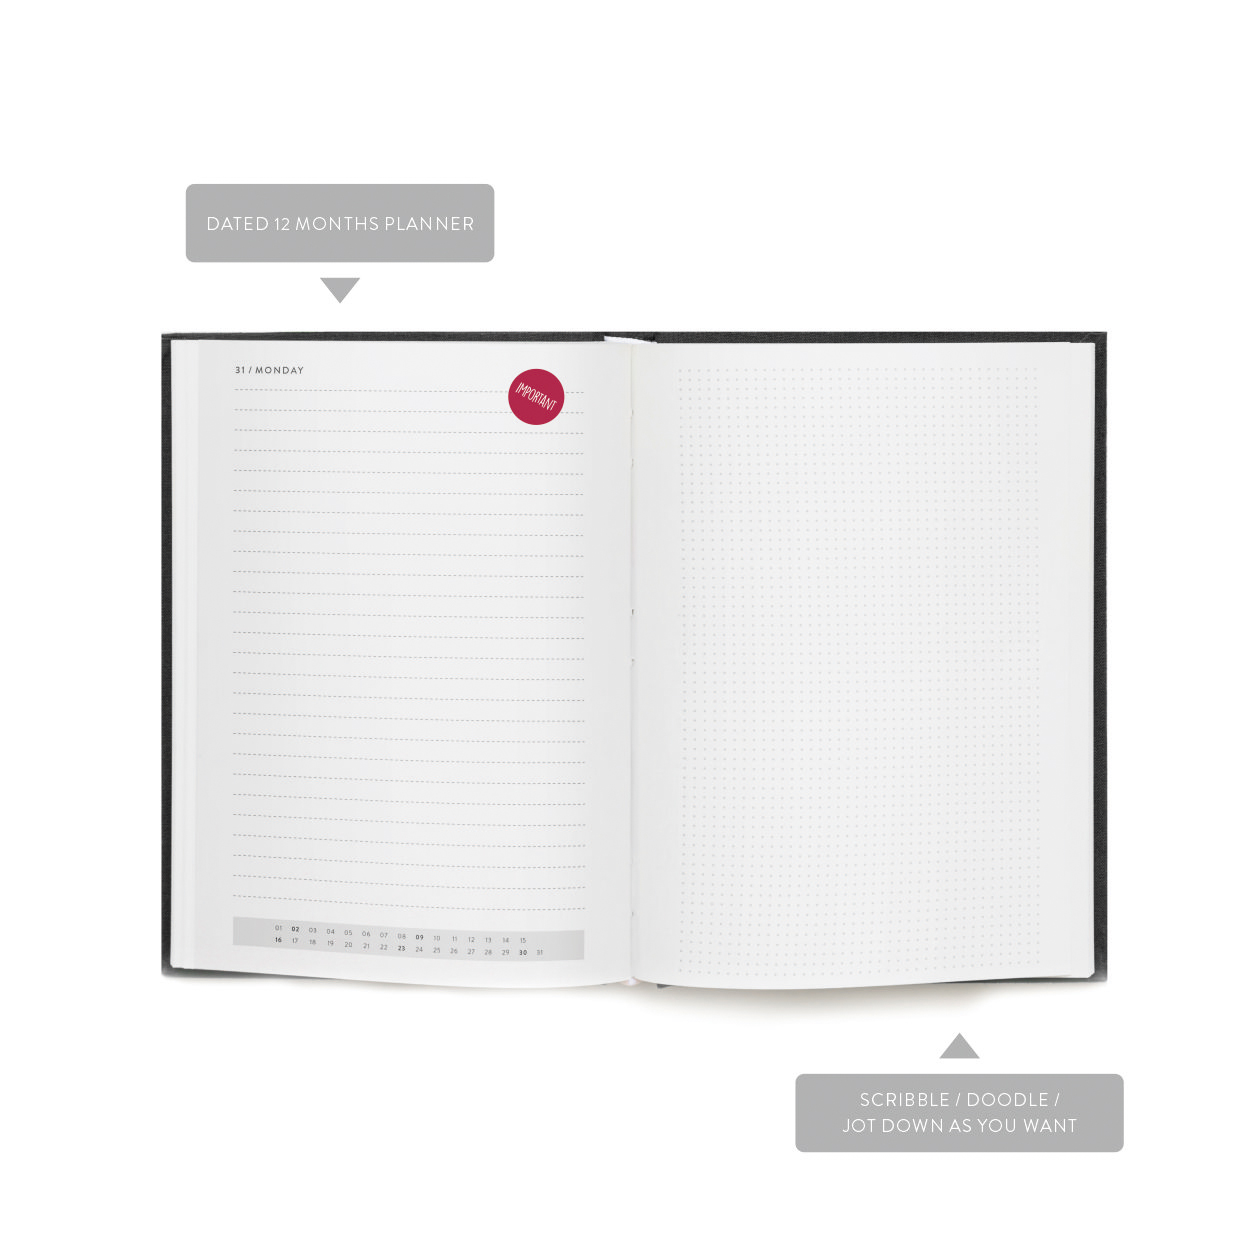 DATED 12 MONTHS PLANNER
31 / MONDAY
IMPORTANT
01 02 03 04 05 06 07 08 09 10 11 12 13 14 15
16 17 18 19 20 21 22 23 24 25 26 27 28 29 30 31
SCRIBBLE / DOODLE /
JOT DOWN AS YOU WANT